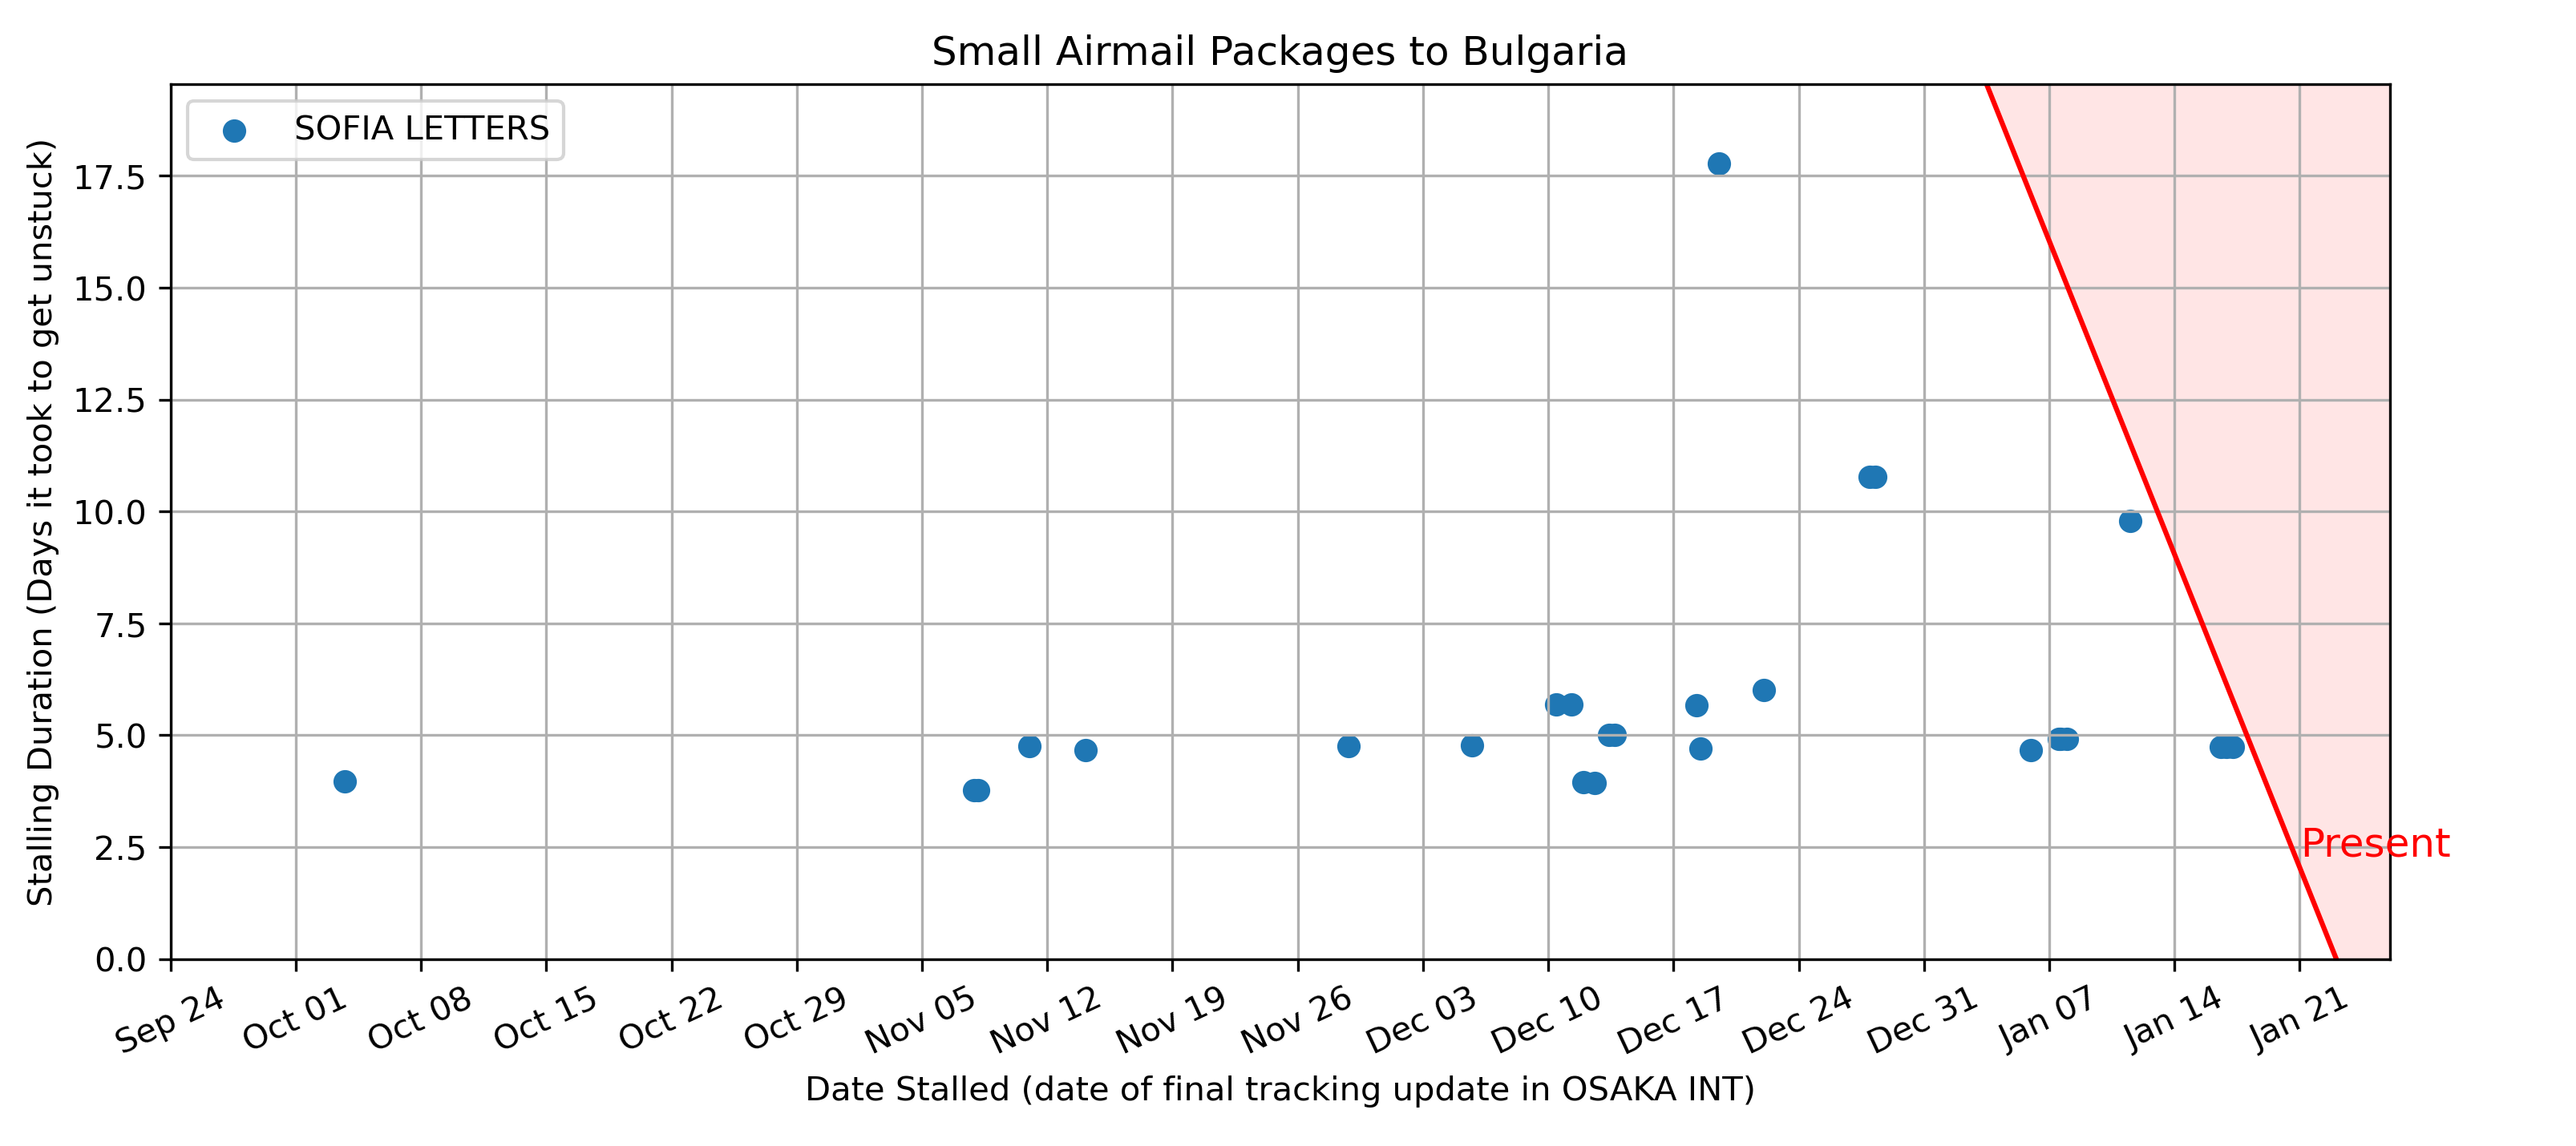 Small Airmail Packages to Bulgaria
SOFIA LETTERS
Stalling Duration (Days it took to get unstuck)
17.5
15.0
12.5
10.0
7.5
5.0
2.5
0.0
Present
Sep 24
Oct 01
Oct 08
Oct 15
Oct 22
Oct 29
Nov 05
Nov 12
Nov 19
Nov 26
Dec 03
Dec 10
Dec 17
Dec 24
Dec 31
Jan 07
Jan 14
Jan 21
Date Stalled (date of final tracking update in OSAKA INT)